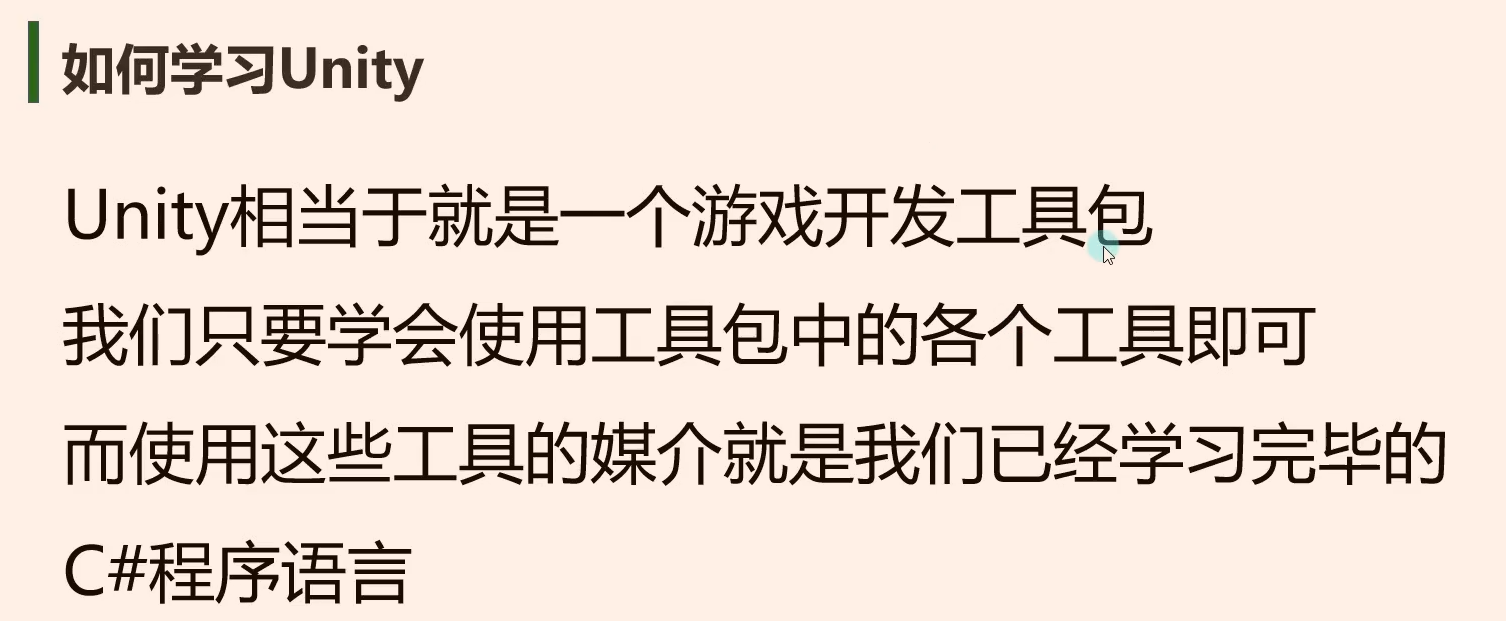 如何学习Unity
Unity相当于就是一个游戏开发工具包
我们只要学会使用工具包中的各个工具即可
而使用这些工具的媒介就是我们已经学习完毕的
C#程序语言